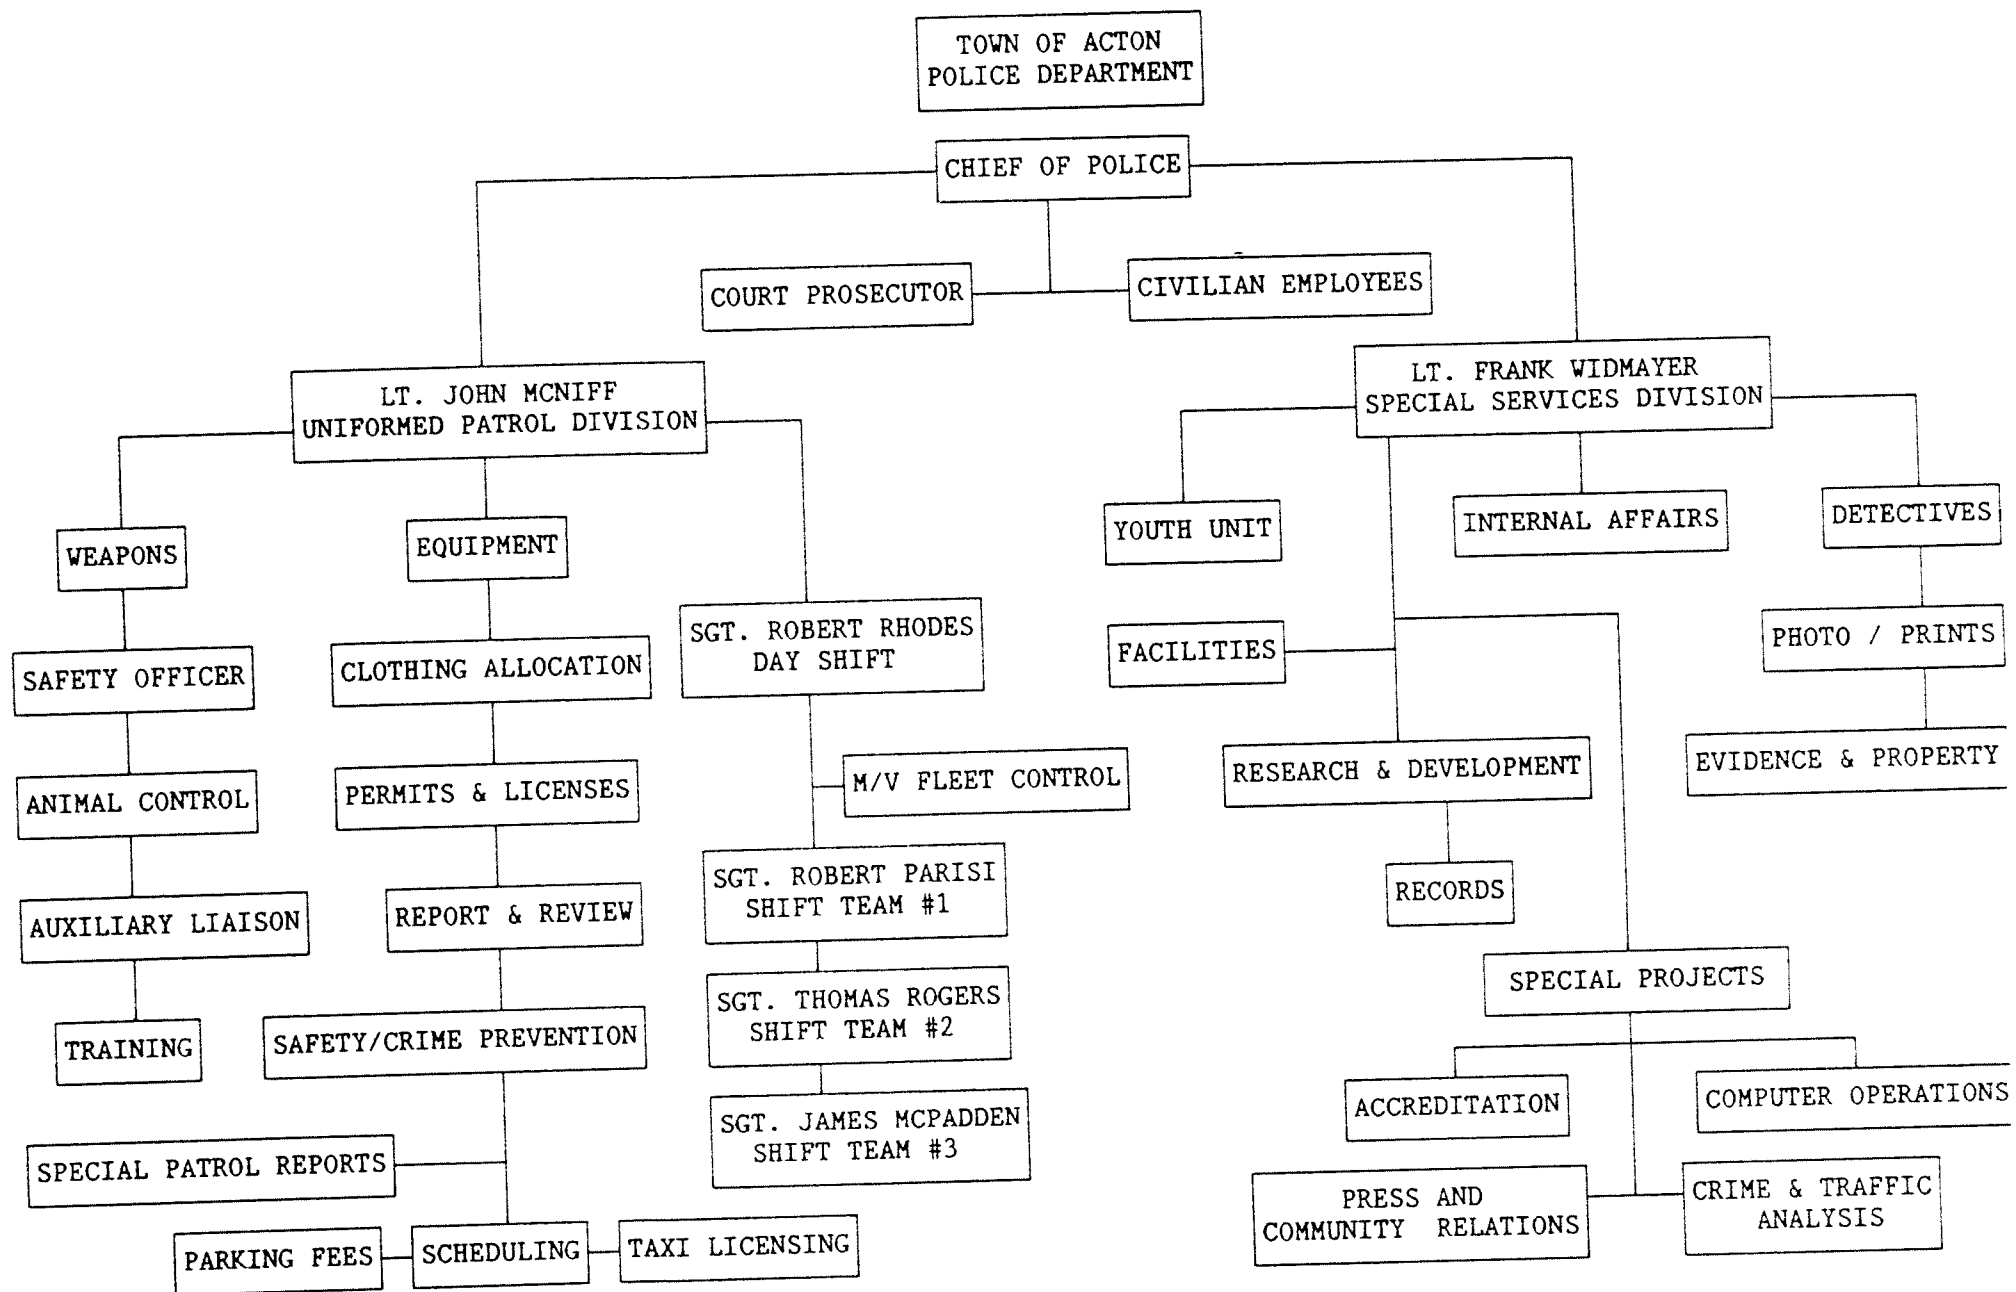 TOWN OF ACTON
POLICE DEPARTMENT
CHIEF OF POLICE
COURT PROSECUTOR
CIVILIAN EMPLOYEES
LT. JOHN MCNIFF
UNIFORMED PATROL DIVISION
LT. FRANK WIDMAYER
SPECIAL SERVICES DIVISION
WEAPONS
SAFETY OFFICER
ANIMAL CONTROL
AUXILIARY LIAISON
TRAINING
EQUIPMENT
CLOTHING ALLOCATION
PERMITS & LICENSES
REPORT & REVIEW
SAFETY/CRIME PREVENTION
SPECIAL PATROL REPORTS
PARKING FEES
SCHEDULING
TAXI LICENSING
SGT. ROBERT RHODES
DAY SHIFT
M/V FLEET CONTROL
SGT. ROBERT PARISI
SHIFT TEAM #1
SGT. THOMAS ROGERS
SHIFT TEAM #2
SGT. JAMES MCPADDEN
SHIFT TEAM #3
YOUTH UNIT
INTERNAL AFFAIRS
DETECTIVES
FACILITIES
PHOTO / PRINTS
RESEARCH & DEVELOPMENT
EVIDENCE & PROPERTY
RECORDS
SPECIAL PROJECTS
ACCREDITATION
COMPUTER OPERATIONS
PRESS AND
COMMUNITY RELATIONS
CRIME & TRAFFIC
ANALYSIS